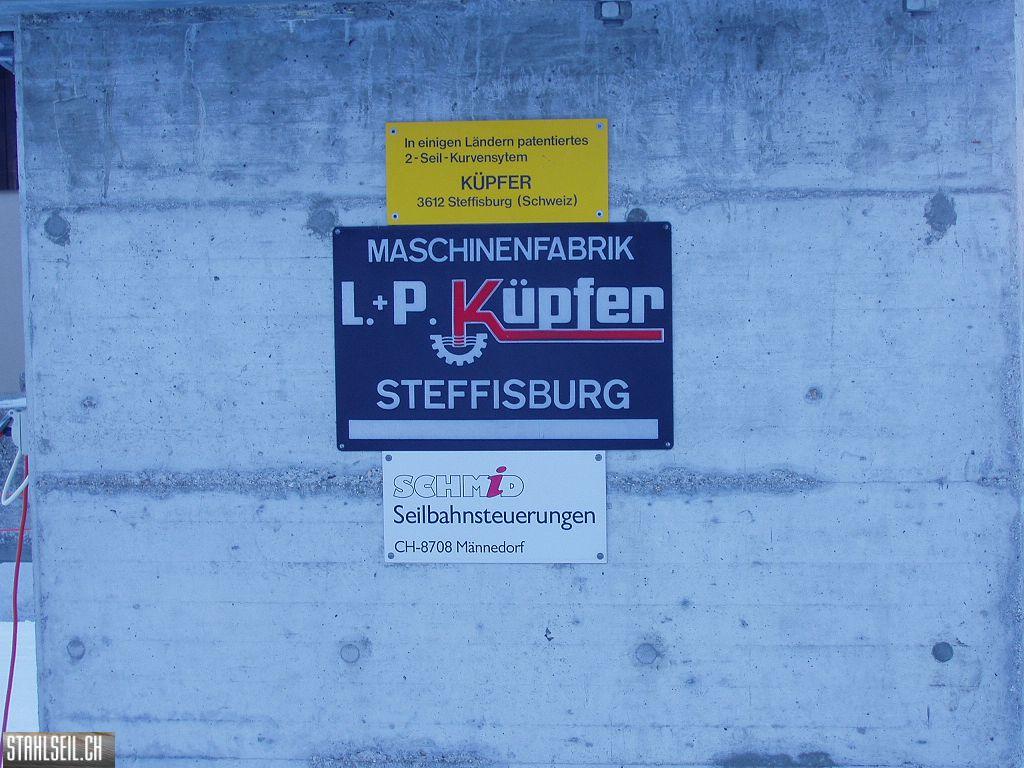 In einigen Ländern patentiertes
2-Seil-Kurvensytem
KÜPFER
3612 Steffisburg (Schweiz)
MASCHINENFABRIK
L.+P. Küpfer
STEFFISBURG
SCHMiD
Seilbahnsteuerungen
CH-8708 Männedorf
STAHLSEIL.CH